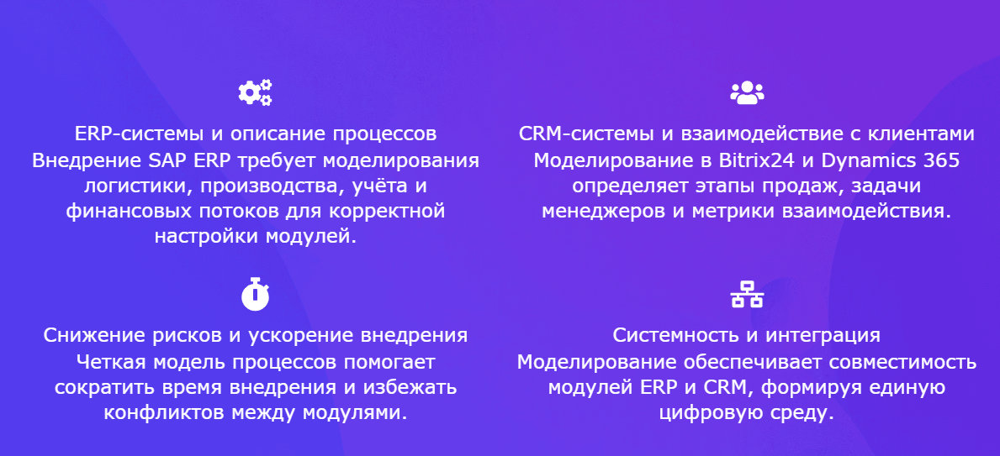 ERP-системы и описание процессов
Внедрение SAP ERP требует моделирования
логистики, производства, учёта и
финансовых потоков для корректной
настройки модулей.
CRM-системы и взаимодействие с клиентами
Моделирование в Bitrix24 и Dynamics 365
определяет этапы продаж, задачи
менеджеров и метрики взаимодействия.
Снижение рисков и ускорение внедрения
Четкая модель процессов помогает
сократить время внедрения и избежать
конфликтов между модулями.
Системность и интеграция
Моделирование обеспечивает совместимость
модулей ERP и CRM, формируя единую
цифровую среду.